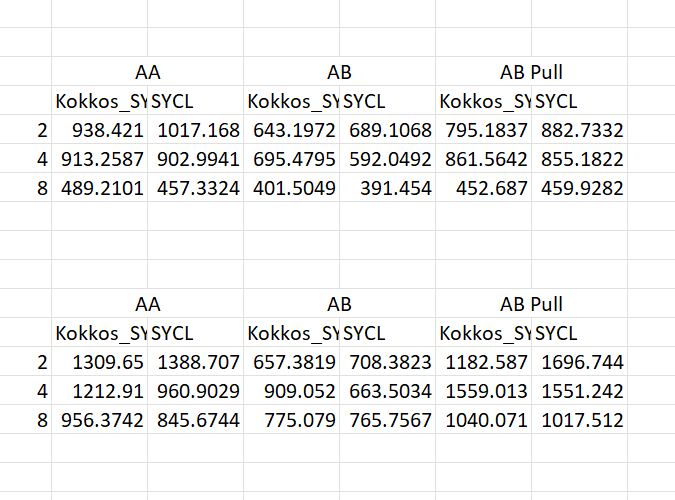 AA AB AB Pull
Kokkos_SY SYCL Kokkos_SY SYCL Kokkos_SY SYCL
2 938.421 1017.168 643.1972 689.1068 795.1837 882.7332
4 913.2587 902.9941 695.4795 592.0492 861.5642 855.1822
8 489.2101 457.3324 401.5049 391.454 452.687 459.9282
AA AB AB Pull
Kokkos_SY SYCL Kokkos_SY SYCL Kokkos_SY SYCL
2 1309.65 1388.707 657.3819 708.3823 1182.587 1696.744
4 1212.91 960.9029 909.052 663.5034 1559.013 1551.242
8 956.3742 845.6744 775.079 765.7567 1040.071 1017.512